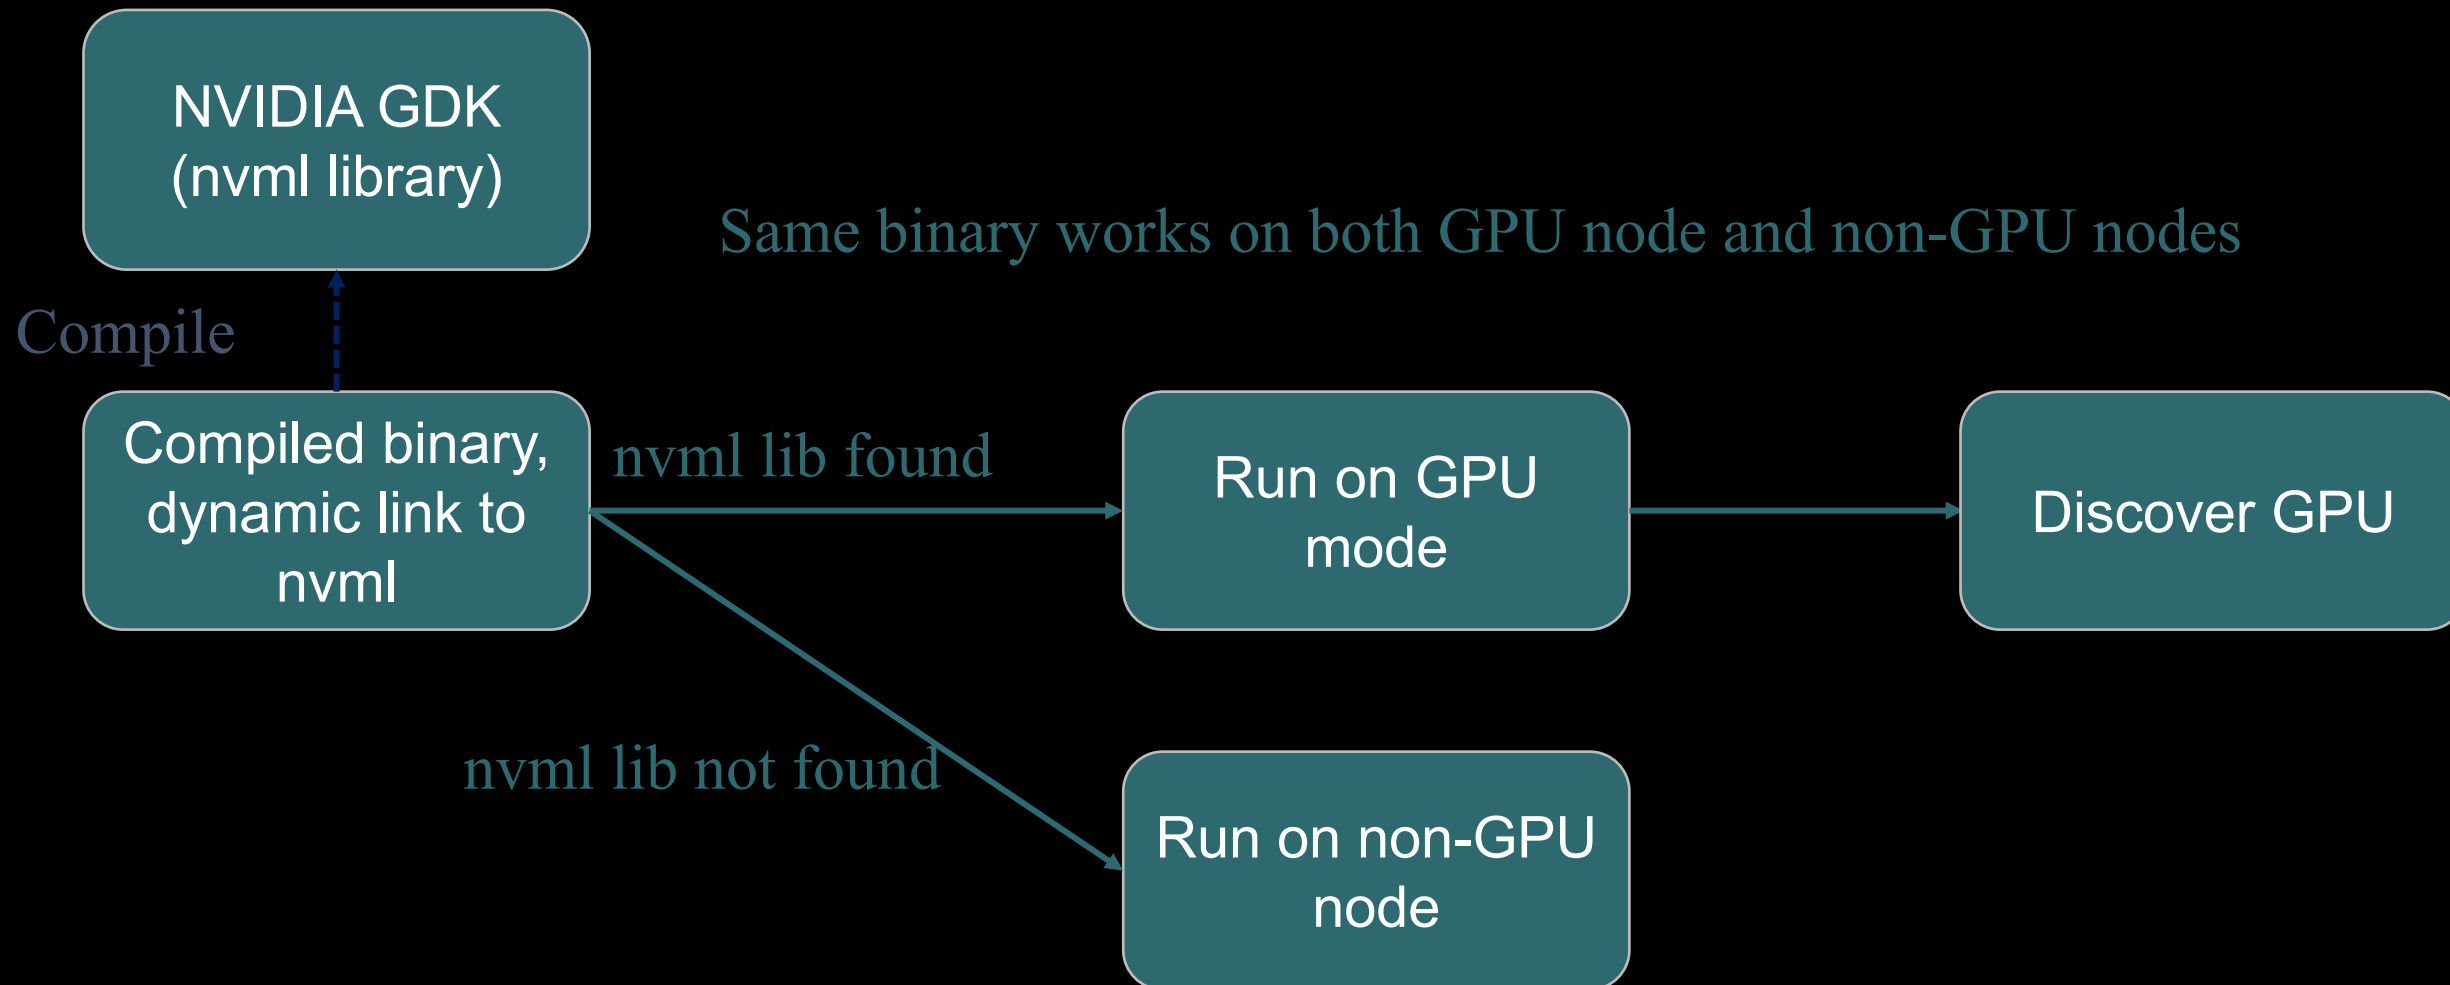 NVIDIA GDK
(nvml library)
Same binary works on both GPU node and non-GPU nodes
Compile
Compiled binary,
dynamic link to
nvml
nvml lib found
Run on GPU
mode
Discover GPU
nvml lib not found
Run on non-GPU
node